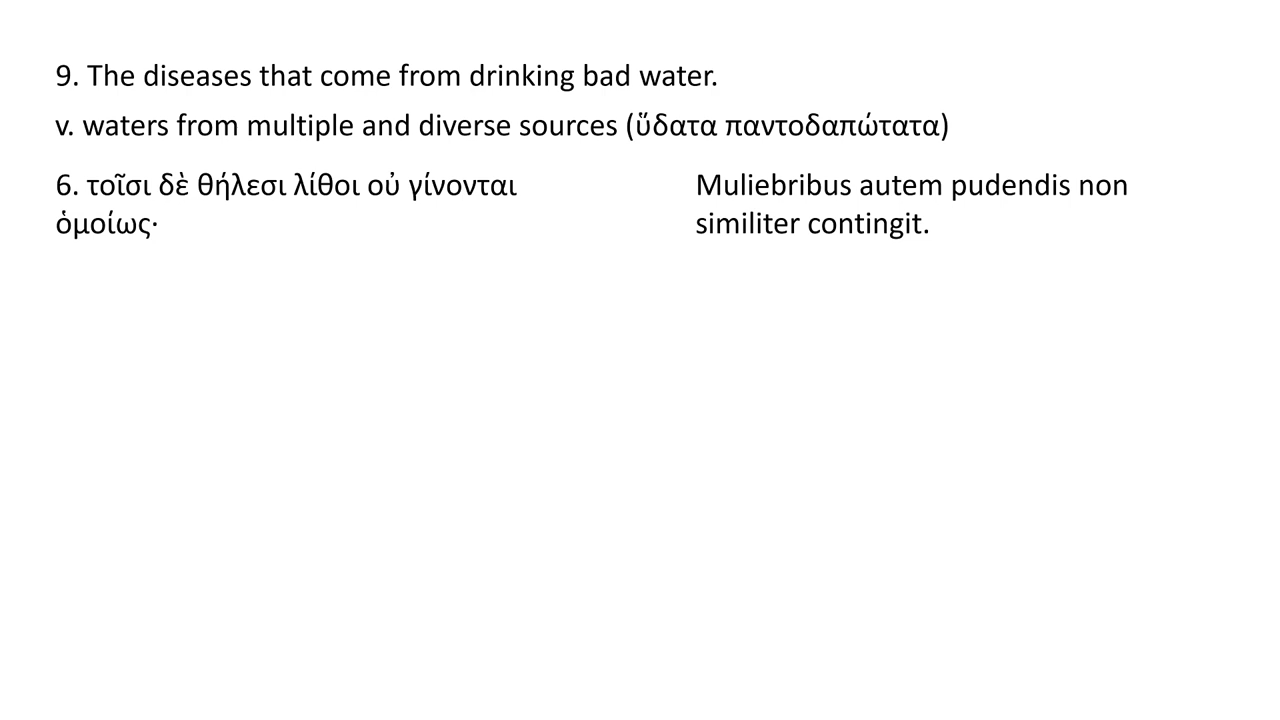 9. The diseases that come from drinking bad water.
v. waters from multiple and diverse sources (ὕδατα παντοδαπώτατα)
6. τοῖσι δὲ θήλεσι λίθοι οὐ γίνονται
ὁμοίως·
Muliebribus autem pudendis non
similiter contingit.